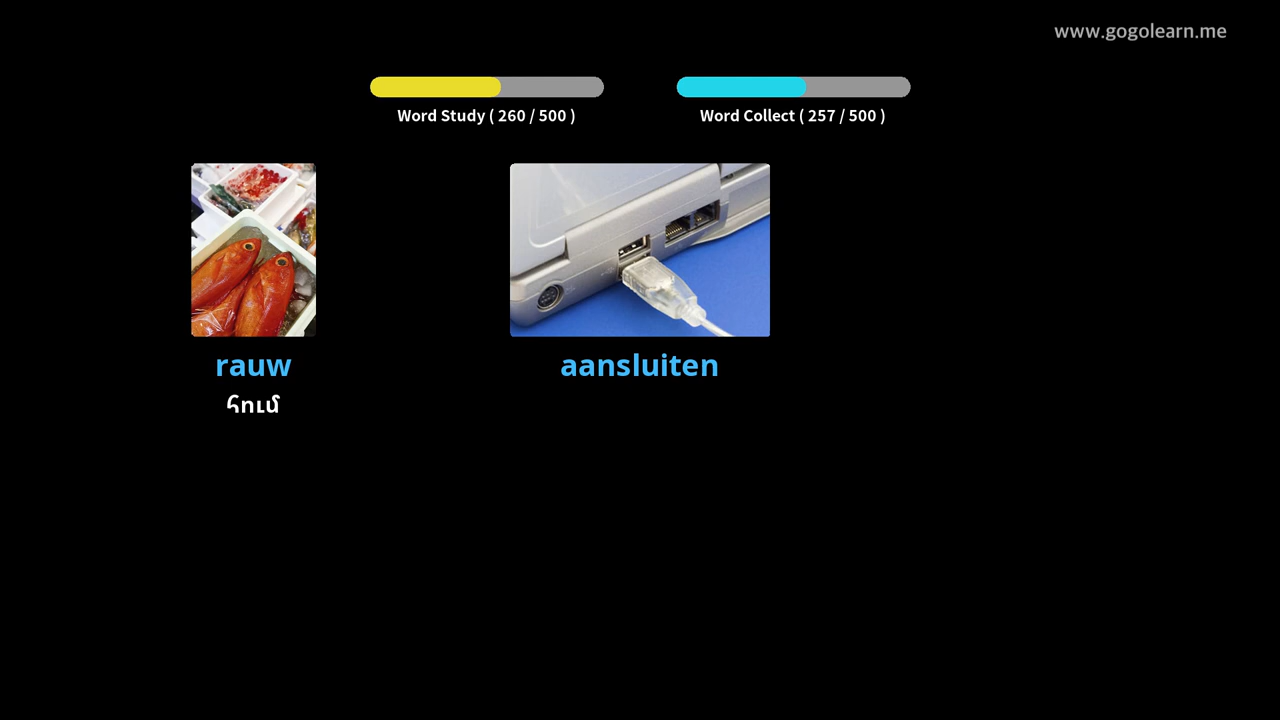 www.gogolearn.me
Word Study ( 260 / 500 )
Word Collect ( 257 / 500 )
rauw
հում
aansluiten